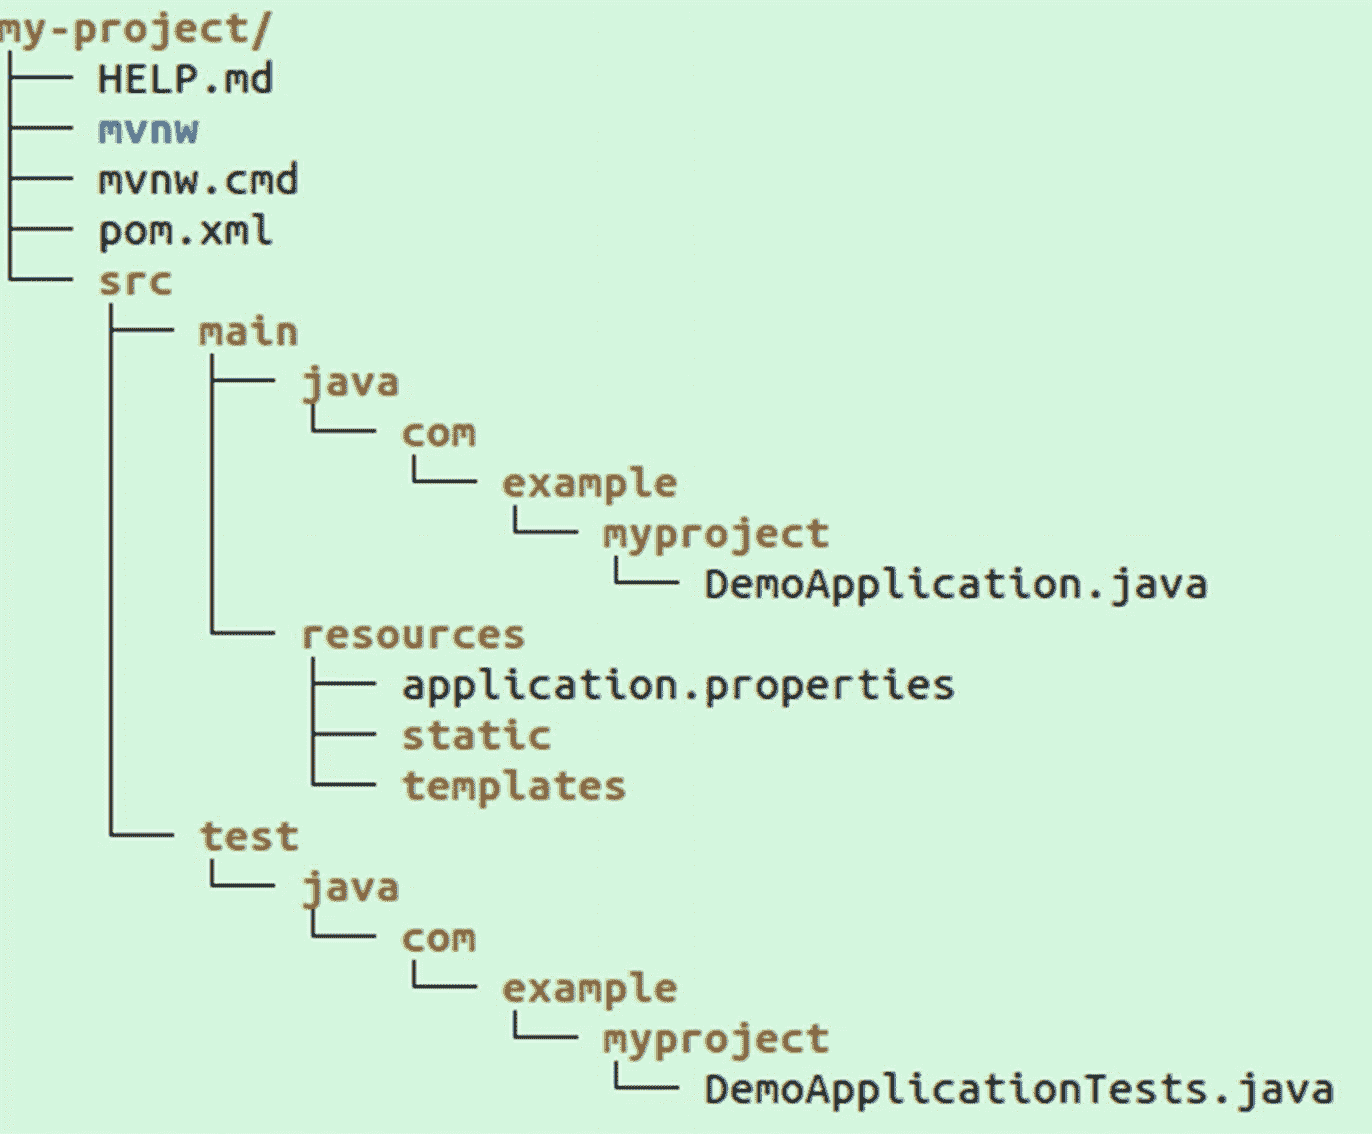 my-project/
HELP.md
mvnw
mvnw.cmd
pom.xml
src
main
java
com
example
myproject
DemoApplication.java
resources
application.properties
static
templates
test
java
com
example
myproject
DemoApplicationTests.java